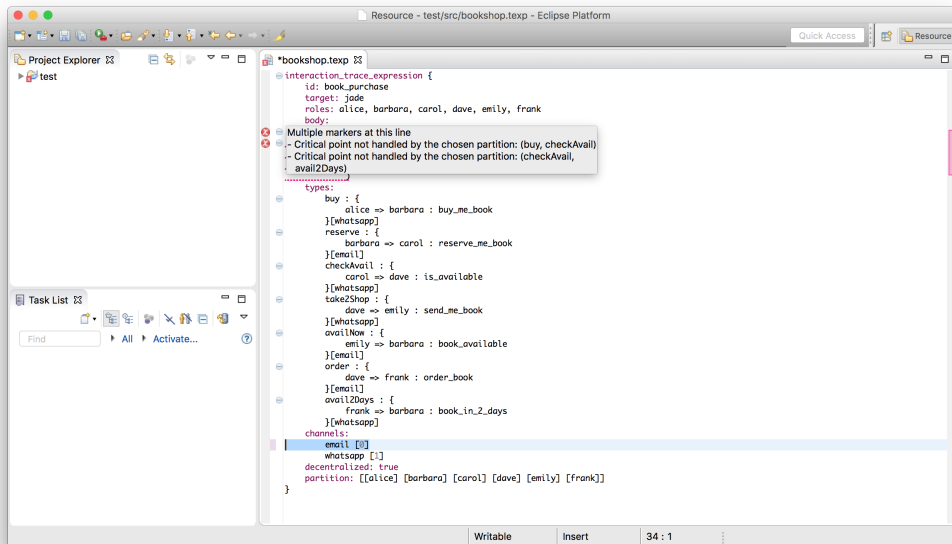 Resource - test/src/bookshop.texp - Eclipse Platform
Quick Access
Resource
Project Explorer
test
*bookshop.texp
interaction_trace_expression {
id: book_purchase
target: jade
roles: alice, barbara, carol, dave, emily, frank
body:
Multiple markers at this line
- Critical point not handled by the chosen partition: (buy, checkAvail)
- Critical point not handled by the chosen partition: (checkAvail,
avail2Days)
}
types:
buy : {
alice => barbara : buy_me_book
}[whatsapp]
reserve : {
barbara => carol : reserve_me_book
}[email]
checkAvail : {
carol => dave : is_available
}[whatsapp]
take2Shop : {
dave => emily : send_me_book
}[whatsapp]
availNow : {
emily => barbara : book_available
}[email]
order : {
dave => frank : order_book
}[email]
avail2Days : {
frank => barbara : book_in_2_days
}[whatsapp]
channels:
email [0]
whatsapp [1]
decentralized: true
partition: [[alice] [barbara] [carol] [dave] [emily] [frank]]
}
Task List
Find
All
Activate...
Writable
Insert
34 : 1